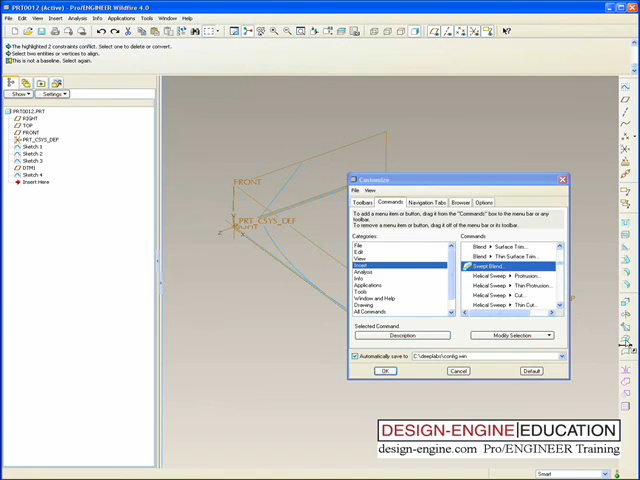 PRT0012 (Active) - Pro/ENGINEER Wildfire 4.0
File Edit View Insert Analysis Info Applications Tools Window Help
The highlighted 2 constraints conflict. Select one to delete or convert.
Select two entities or vertices to align.
This is not a baseline. Select again.
Show Settings
PRT0012.PRT
RIGHT
TOP
FRONT
PRT_CSYS_DEF
Sketch 1
Sketch 2
Sketch 3
DTM1
Sketch 4
Insert Here
FRONT
PRT_CSYS_DEF
Customize
File View
Toolbars Commands Navigation Tabs Browser Options
To add a menu item or button, drag it from the "Commands" box to the menu bar or any toolbar.
To remove a menu item or button, drag it off of the menu bar or its toolbar.
Categories:
File
Edit
View
Insert
Analysis
Info
Applications
Tools
Window and Help
Drawing
All Commands
Commands
Blend Surface Trim...
Blend Thin Surface Trim...
Swept Blend...
Helical Sweep Protrusion...
Helical Sweep Thin Protrusion...
Helical Sweep Cut...
Helical Sweep Thin Cut...
Selected Command
Description
Modify Selection
Automatically save to
C:\deeplabs\config.win
OK Cancel Default
DESIGN-ENGINE|EDUCATION
design-engine.com Pro/ENGINEER Training
Smart